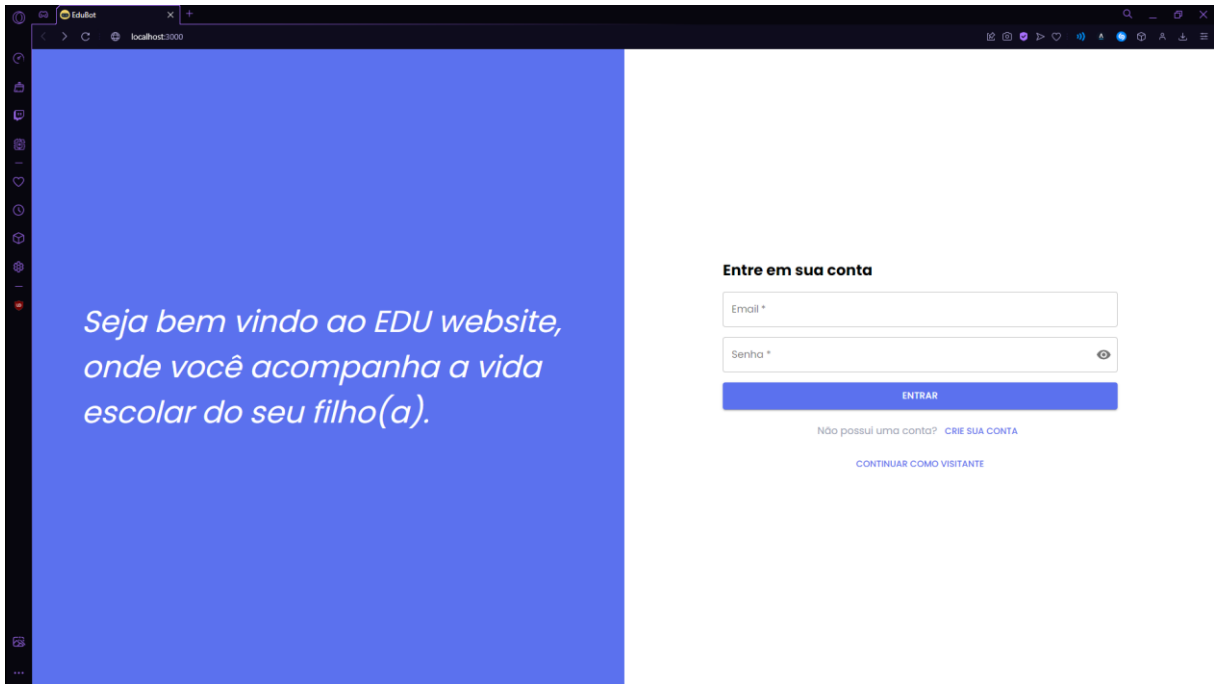 EduBot
localhost:3000
Seja bem vindo ao EDU website,
onde você acompanha a vida
escolar do seu filho(a).
Entre em sua conta
Email *
Senha *
ENTRAR
Não possui uma conta? CRIE SUA CONTA
CONTINUAR COMO VISITANTE